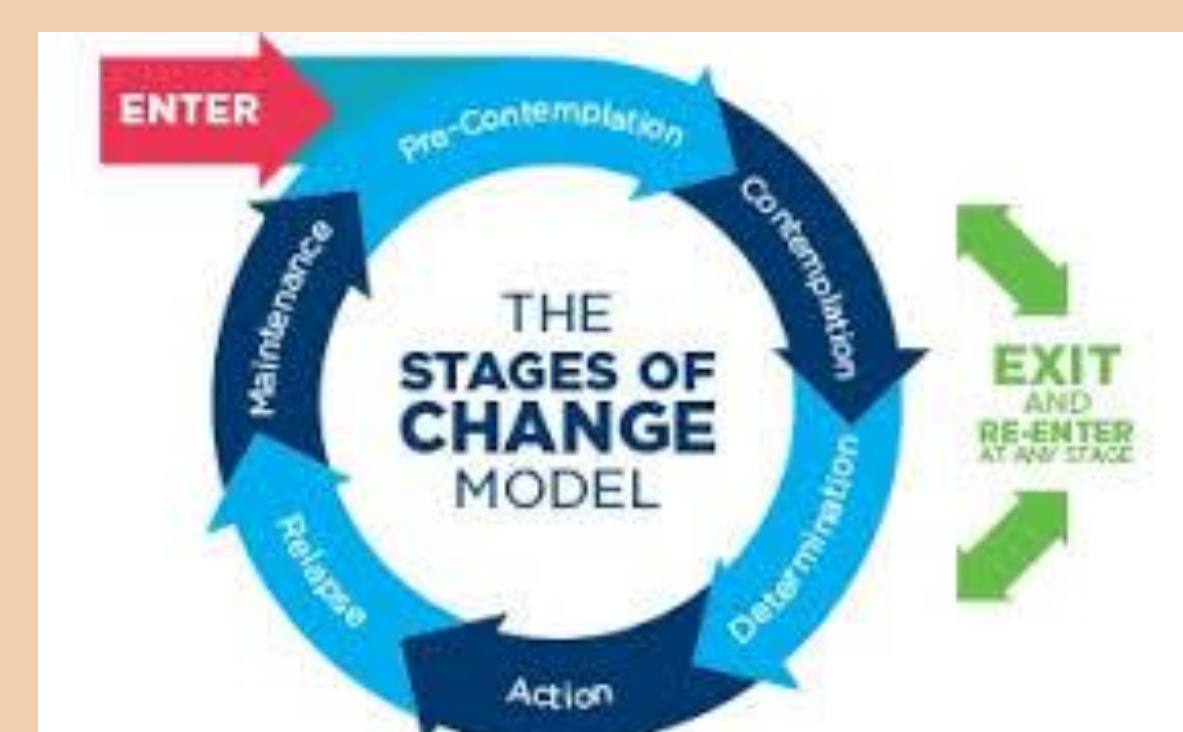 ENTER
Pre-Contemplation
Contemplation
Determination
Action
Relapse
Maintenance
THE
STAGES OF
CHANGE
MODEL
EXIT
AND
RE-ENTER
AT ANY STAGE